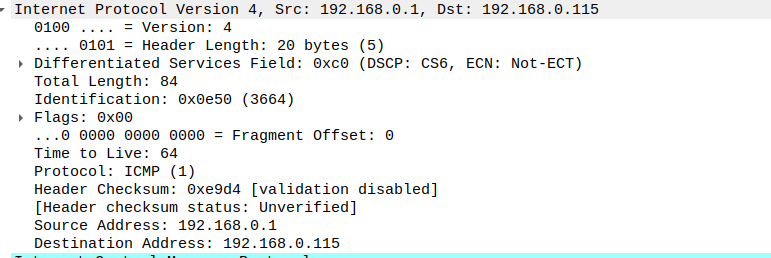 Internet Protocol Version 4, Src: 192.168.0.1, Dst: 192.168.0.115
0100 .... = Version: 4
.... 0101 = Header Length: 20 bytes (5)
Differentiated Services Field: 0xc0 (DSCP: CS6, ECN: Not-ECT)
Total Length: 84
Identification: 0x0e50 (3664)
Flags: 0x00
...0 0000 0000 0000 = Fragment Offset: 0
Time to Live: 64
Protocol: ICMP (1)
Header Checksum: 0xe9d4 [validation disabled]
[Header checksum status: Unverified]
Source Address: 192.168.0.1
Destination Address: 192.168.0.115